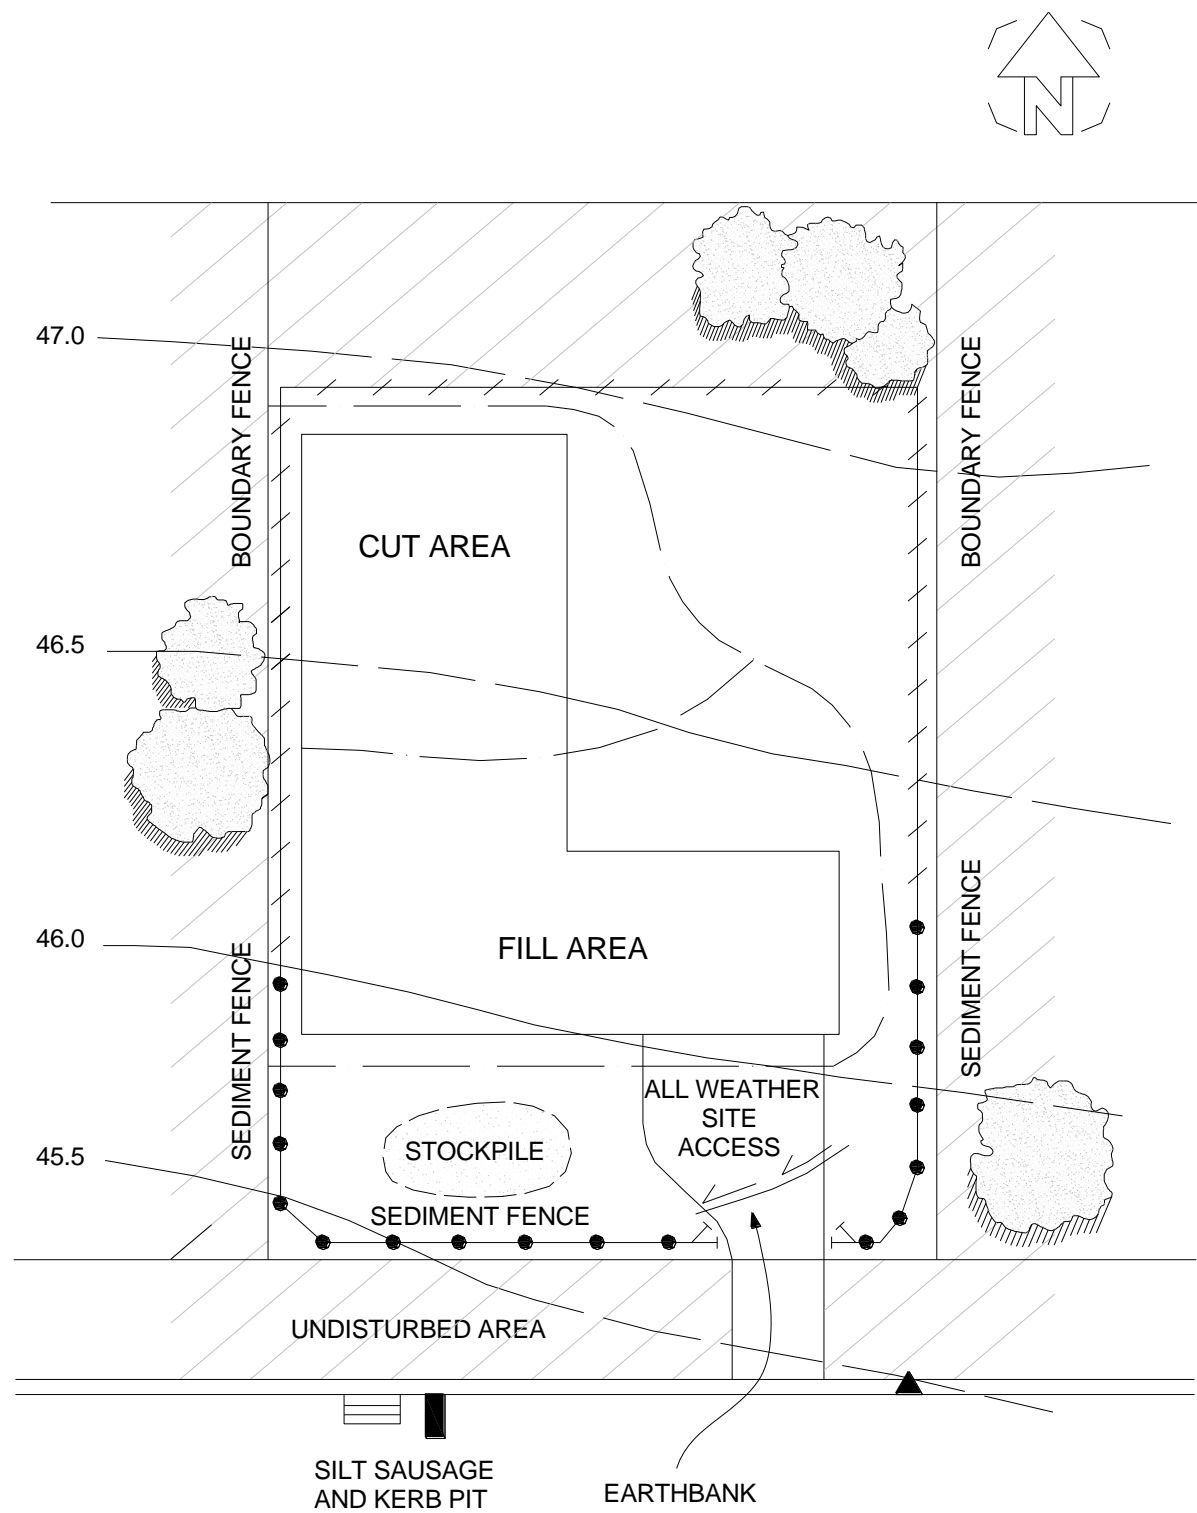 N
47.0
BOUNDARY FENCE
BOUNDARY FENCE
CUT AREA
46.5
46.0
FILL AREA
SEDIMENT FENCE
SEDIMENT FENCE
ALL WEATHER
SITE
ACCESS
45.5
STOCKPILE
SEDIMENT FENCE
UNDISTURBED AREA
SILT SAUSAGE
AND KERB PIT
EARTHBANK